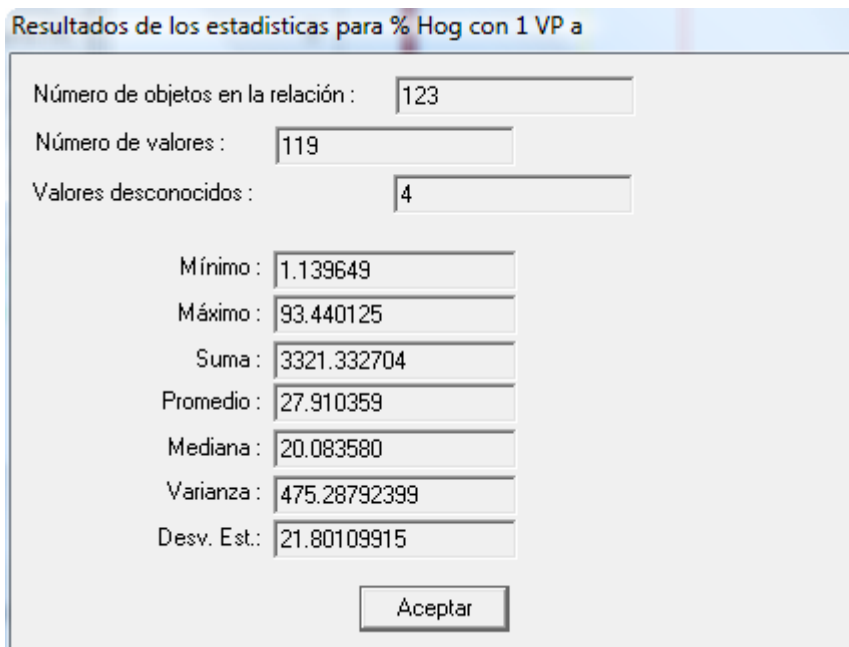 Resultados de los estadisticas para % Hog con 1 VP a
Número de objetos en la relación : 123
Número de valores : 119
Valores desconocidos : 4
Mínimo : 1.139649
Máximo : 93.440125
Suma : 3321.332704
Promedio : 27.910359
Mediana : 20.083580
Varianza : 475.28792399
Desv. Est.: 21.80109915
Aceptar